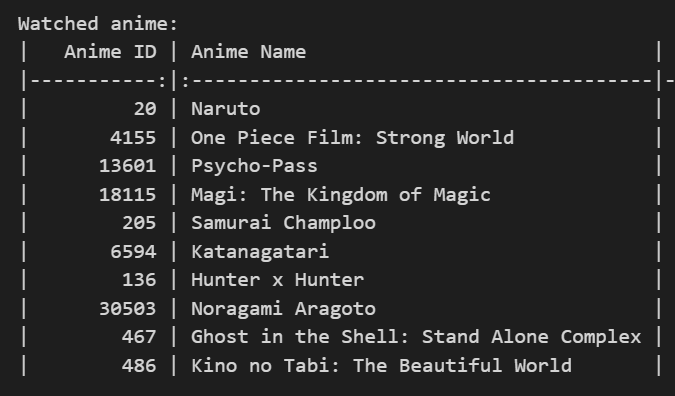 Watched anime:
|   Anime ID | Anime Name                               |
|-----------:|:-----------------------------------------|-
|         20 | Naruto                                   |
|       4155 | One Piece Film: Strong World             |
|      13601 | Psycho-Pass                              |
|      18115 | Magi: The Kingdom of Magic               |
|        205 | Samurai Champloo                         |
|       6594 | Katanagatari                             |
|        136 | Hunter x Hunter                          |
|      30503 | Noragami Aragoto                         |
|        467 | Ghost in the Shell: Stand Alone Complex |
|        486 | Kino no Tabi: The Beautiful World        |